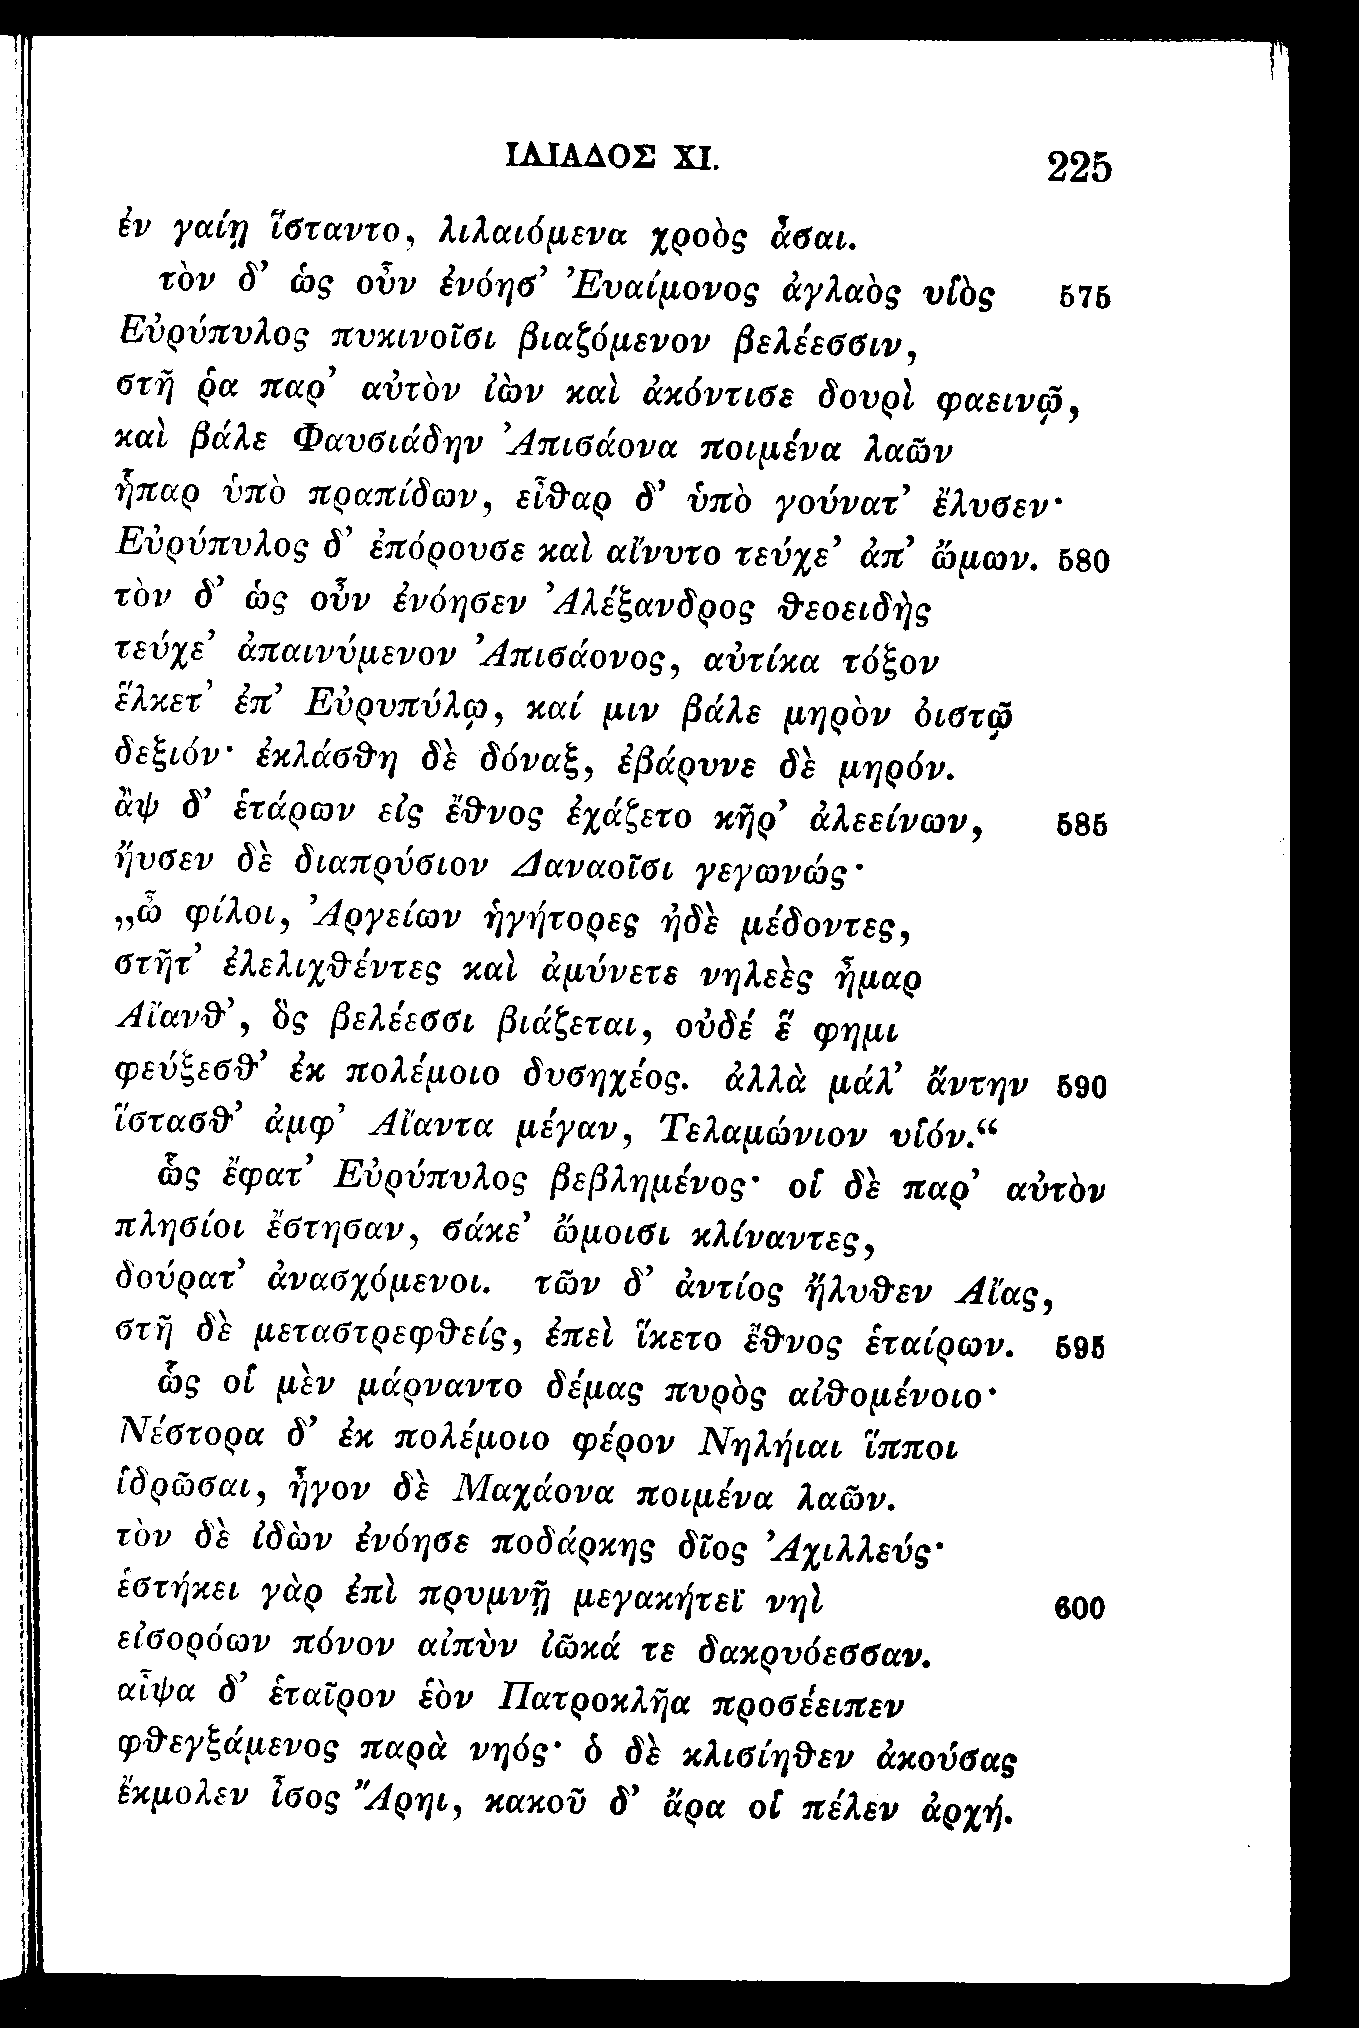 ΙΛΙΑΔΟΣ XI. 225
ἐν γαίῃ ἵσταντο, λιλαιόμενα χροὸς ἆσαι.
τὸν δ’ ὡς οὖν ἐνόησ’ Ἐυαίμονος ἀγλαὸς υἱὸς 575
Εὐρύπυλος πυκινοῖσι βιαζόμενον βελέεσσιν,
στῆ ῥα παρ’ αὐτὸν ἰὼν καὶ ἀκόντισε δουρὶ φαεινῷ,
καὶ βάλε Φαυσιάδην Ἀπισάονα ποιμένα λαῶν
ἧπαρ ὑπὸ πραπίδων, εἶθαρ δ’ ὑπὸ γούνατ’ ἔλυσεν·
Εὐρύπυλος δ’ ἐπόρουσε καὶ αἴνυτο τεύχε’ ἀπ’ ὤμων. 580
τὸν δ’ ὡς οὖν ἐνόησεν Ἀλέξανδρος θεοειδὴς
τεύχε’ ἀπαινύμενον Ἀπισάονος, αὐτίκα τόξον
ἕλκετ’ ἐπ’ Εὐρυπύλῳ, καί μιν βάλε μηρὸν ὀιστῷ
δεξιόν· ἐκλάσθη δὲ δόναξ, ἐβάρυνε δὲ μηρόν.
ἂψ δ’ ἑτάρων εἰς ἔθνος ἐχάζετο κῆρ’ ἀλεείνων, 585
ἤυσεν δὲ διαπρύσιον Δαναοῖσι γεγωνώς·
„ὦ φίλοι, Ἀργείων ἡγήτορες ἠδὲ μέδοντες,
στῆτ’ ἐλελιχθέντες καὶ ἀμύνετε νηλεὲς ἦμαρ
Αἴανθ’, ὃς βελέεσσι βιάζεται, οὐδέ ἕ φημι
φεύξεσθ’ ἐκ πολέμοιο δυσηχέος. ἀλλὰ μάλ’ ἄντην 590
ἵστασθ’ ἀμφ’ Αἴαντα μέγαν, Τελαμώνιον υἱόν.“
ὣς ἔφατ’ Εὐρύπυλος βεβλημένος· οἱ δὲ παρ’ αὐτὸν
πλησίοι ἔστησαν, σάκε’ ὤμοισι κλίναντες,
δούρατ’ ἀνασχόμενοι. τῶν δ’ ἀντίος ἤλυθεν Αἴας,
στῆ δὲ μεταστρεφθείς, ἐπεὶ ἵκετο ἔθνος ἑταίρων. 595
ὣς οἱ μὲν μάρναντο δέμας πυρὸς αἰθομένοιο·
Νέστορα δ’ ἐκ πολέμοιο φέρον Νηλήιαι ἵπποι
ἱδρῶσαι, ἦγον δὲ Μαχάονα ποιμένα λαῶν.
τὸν δὲ ἰδὼν ἐνόησε ποδάρκης δῖος Ἀχιλλεύς·
ἑστήκει γὰρ ἐπὶ πρυμνῇ μεγακήτεϊ νηὶ 600
εἰσορόων πόνον αἰπὺν ἰῶκά τε δακρυόεσσαν.
αἶψα δ’ ἑταῖρον ἑὸν Πατροκλῆα προσέειπεν
φθεγξάμενος παρὰ νηός· ὁ δὲ κλισίηθεν ἀκούσας
ἔκμολεν ἶσος Ἄρηι, κακοῦ δ’ ἄρα οἱ πέλεν ἀρχή.